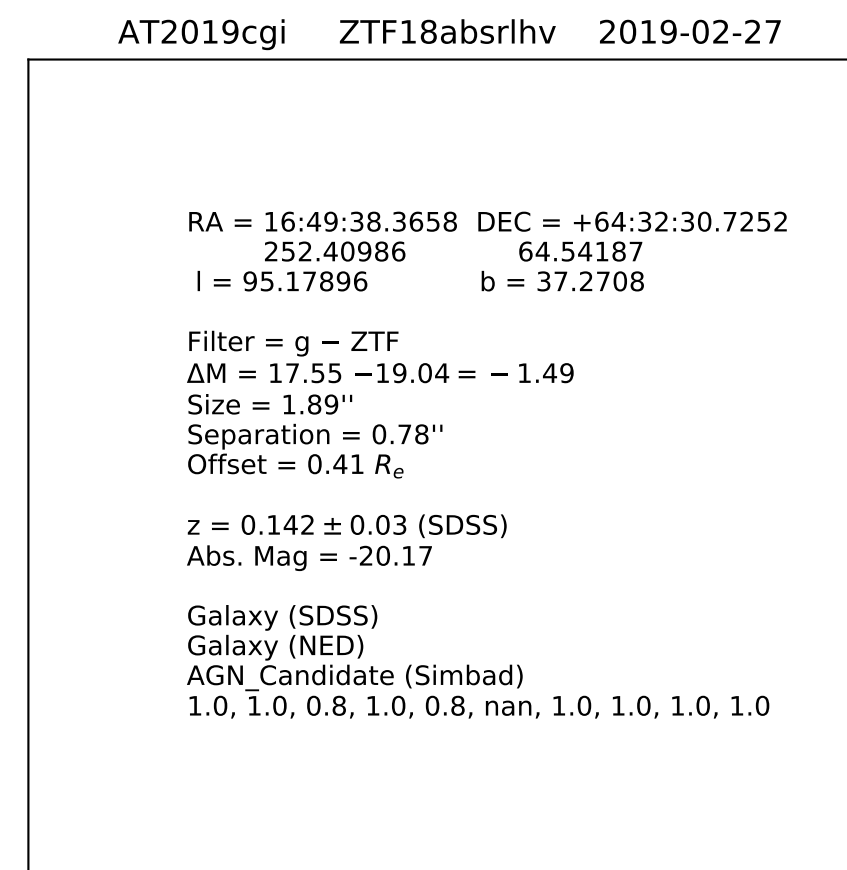 AT2019cgi ZTF18absrlhv 2019-02-27
RA = 16:49:38.3658 DEC = +64:32:30.7252
252.40986 64.54187
l = 95.17896 b = 37.2708
Filter = g − ZTF
ΔM = 17.55 −19.04 = − 1.49
Size = 1.89''
Separation = 0.78''
Offset = 0.41 Rₑ
z = 0.142 ± 0.03 (SDSS)
Abs. Mag = -20.17
Galaxy (SDSS)
Galaxy (NED)
AGN_Candidate (Simbad)
1.0, 1.0, 0.8, 1.0, 0.8, nan, 1.0, 1.0, 1.0, 1.0